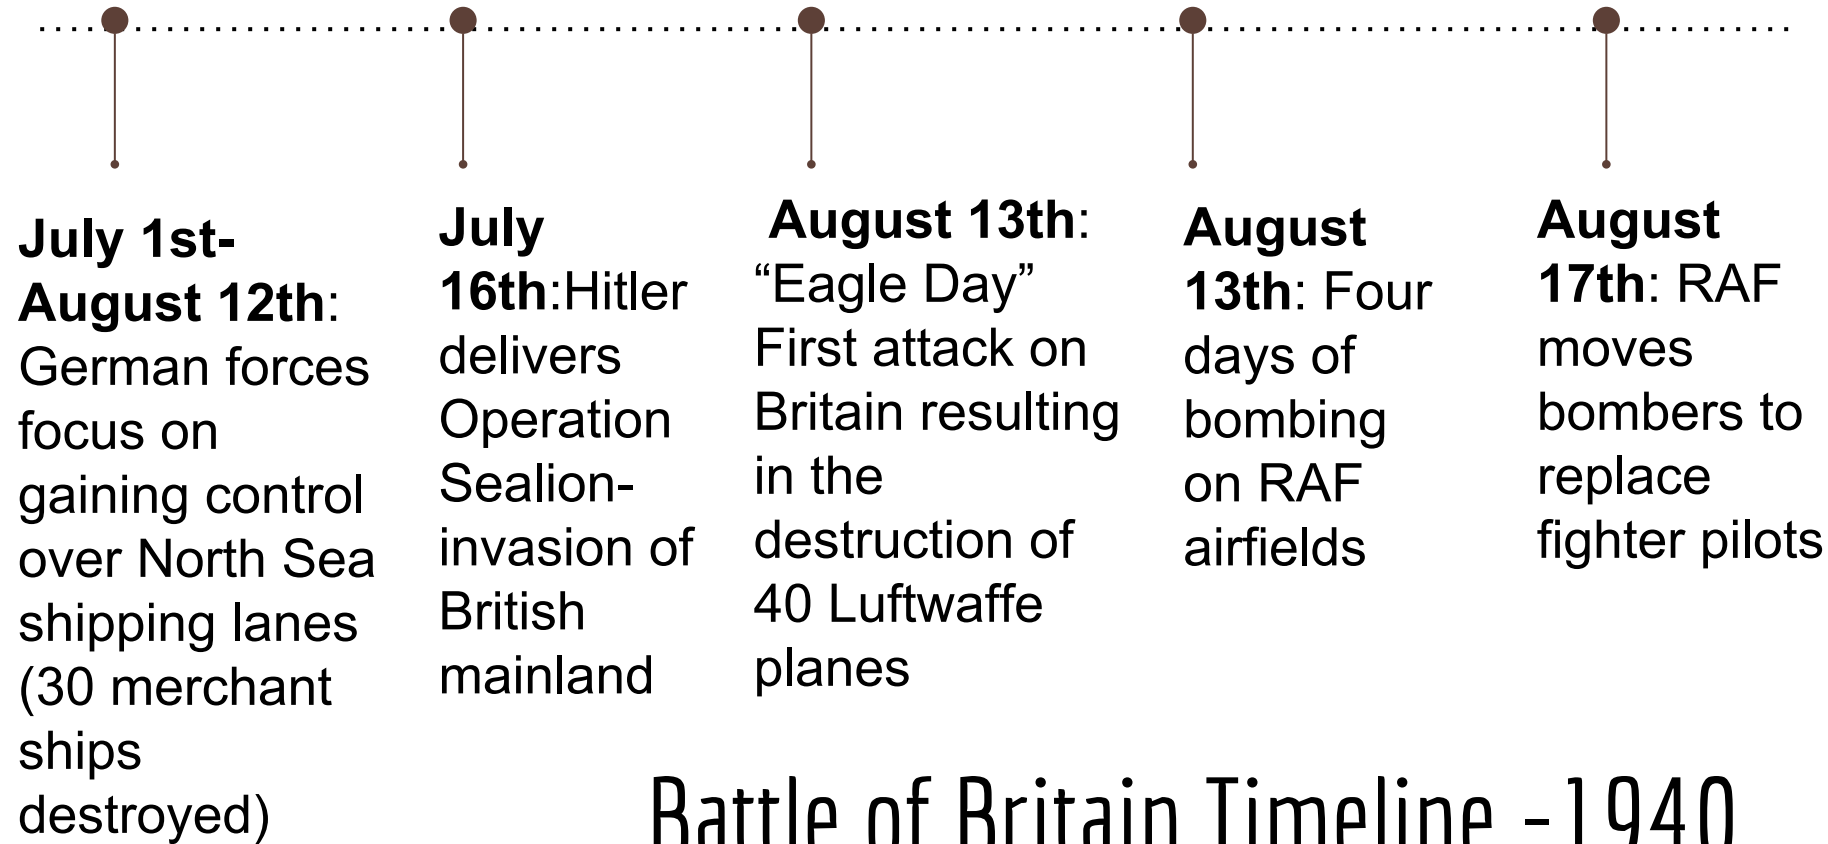 July 1st-
August 12th:
German forces
focus on
gaining control
over North Sea
shipping lanes
(30 merchant
ships
destroyed)
July
16th:Hitler
delivers
Operation
Sealion-
invasion of
British
mainland
August 13th:
“Eagle Day”
First attack on
Britain resulting
in the
destruction of
40 Luftwaffe
planes
August
13th: Four
days of
bombing
on RAF
airfields
August
17th: RAF
moves
bombers to
replace
fighter pilots
Battle of Britain Timeline -1940